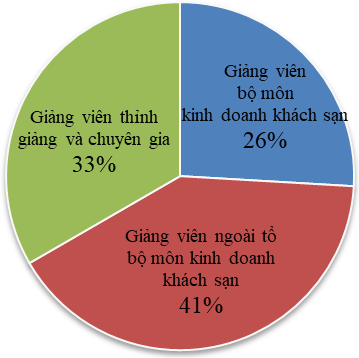 Giảng viên
bộ môn
kinh doanh khách sạn
26%
Giảng viên thỉnh
giảng và chuyên gia
33%
Giảng viên ngoài tổ
bộ môn kinh doanh
khách sạn
41%